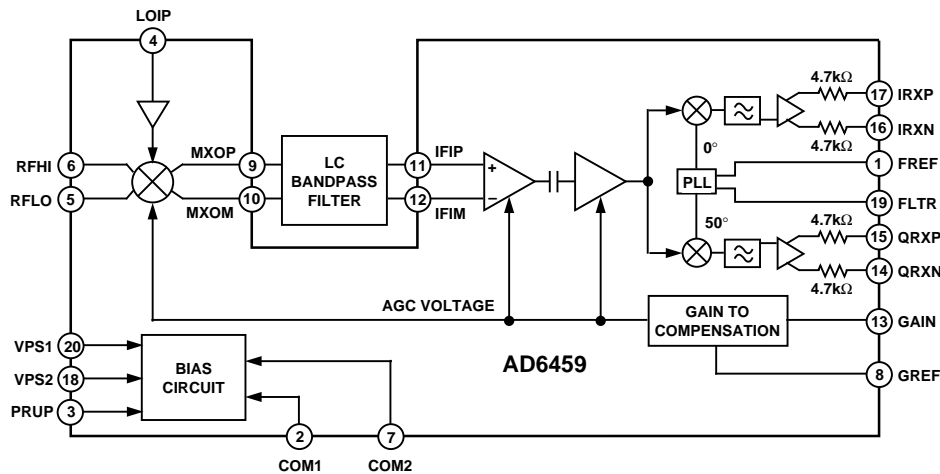 LOIP
4
4.7kΩ
17 IRXP
MXOP
LC
BANDPASS
FILTER
IFIP
16 IRXN
4.7kΩ
RFHI 6
9
11
+
0°
1 FREF
RFLO 5
10
12
−
PLL
MXOM
IFIM
19 FLTR
50°
4.7kΩ
QRXP
15
QRXN
14
4.7kΩ
AGC VOLTAGE
GAIN TO
COMPENSATION
13 GAIN
VPS1 20
BIAS
CIRCUIT
AD6459
VPS2 18
8 GREF
PRUP 3
2
7
COM1
COM2